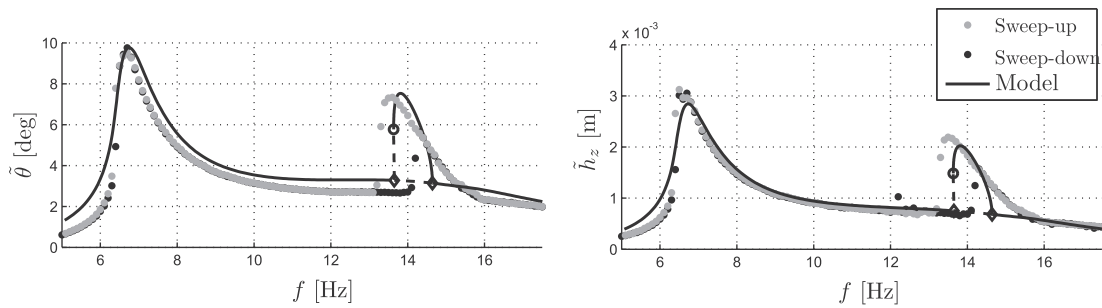 10
8
6
4
2
0
6 8 10 12 14 16
θ̃ [deg]
f [Hz]
x 10⁻³
4
3
2
1
0
6 8 10 12 14 16
h̃_z [m]
f [Hz]
Sweep-up
Sweep-down
Model